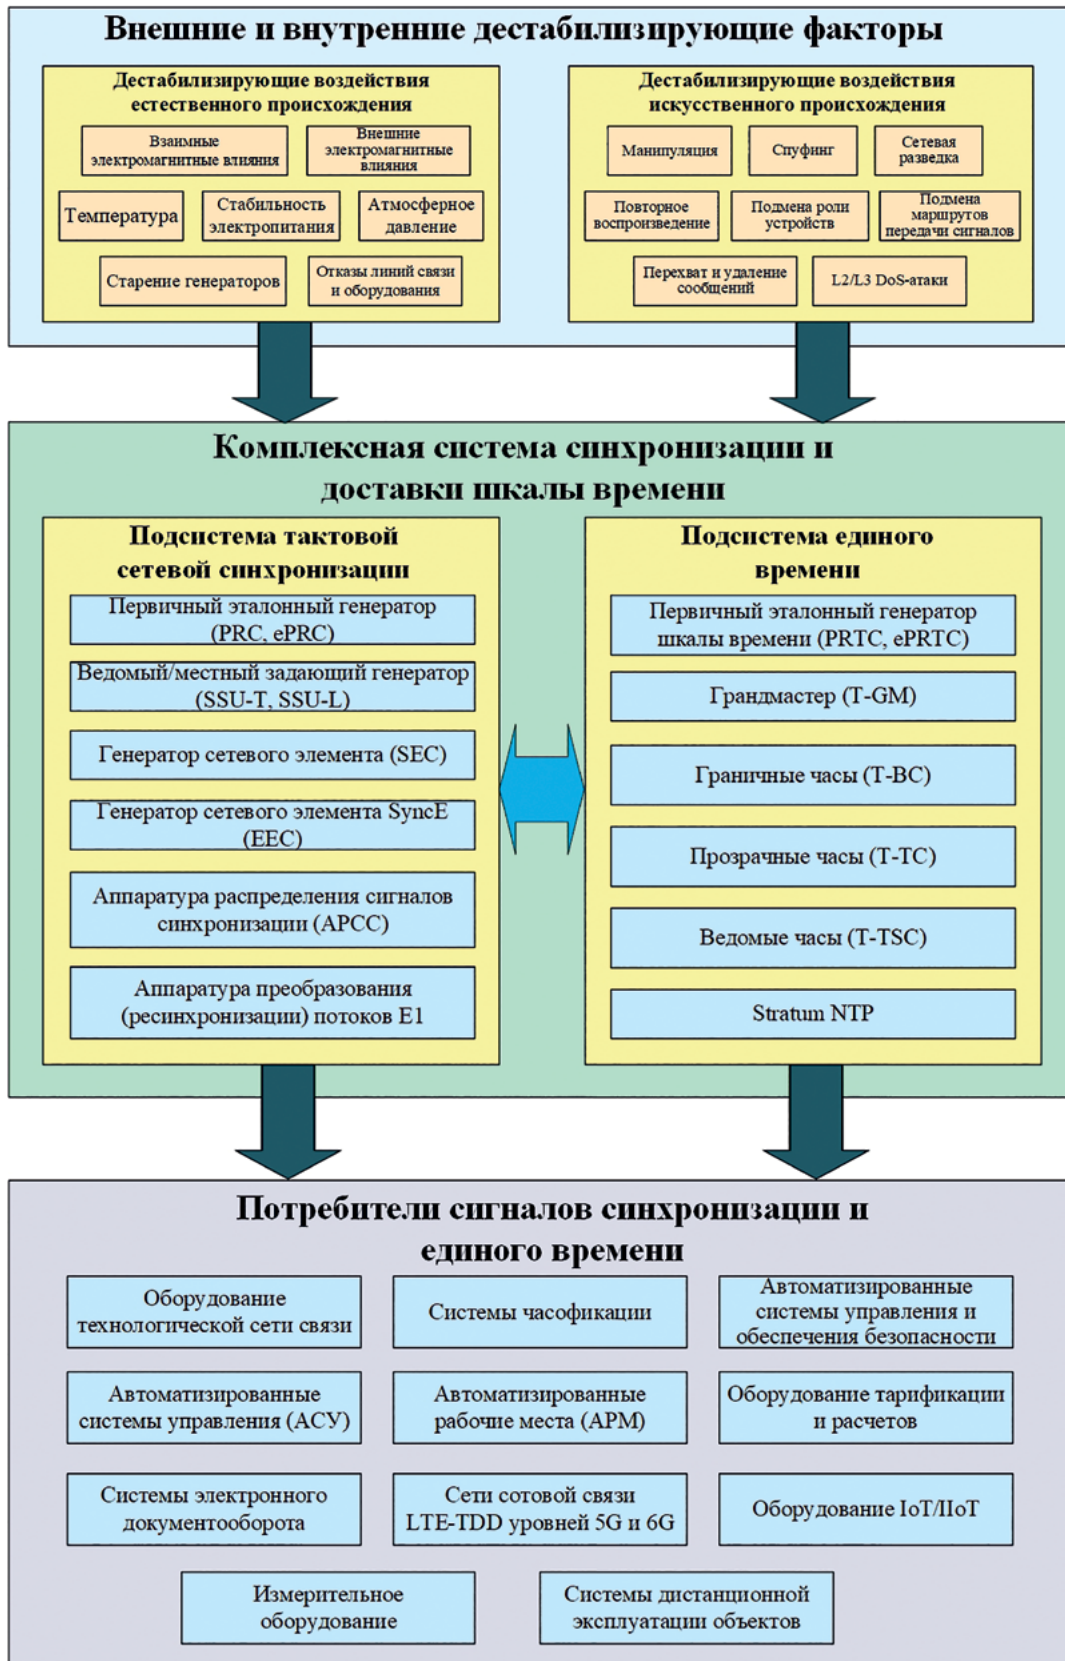 Внешние и внутренние дестабилизирующие факторы
Дестабилизирующие воздействия
естественного происхождения
Взаимные
электромагнитные влияния
Внешние
электромагнитные
влияния
Температура
Стабильность
электропитания
Атмосферное
давление
Старение генераторов
Отказы линий связи
и оборудования
Дестабилизирующие воздействия
искусственного происхождения
Манипуляция
Спуфинг
Сетевая
разведка
Повторное
воспроизведение
Подмена роли
устройств
Подмена
маршрутов
передачи сигналов
Перехват и удаление
сообщений
L2/L3 DoS-атаки
Комплексная система синхронизации и
доставки шкалы времени
Подсистема тактовой
сетевой синхронизации
Первичный эталонный генератор
(PRC, ePRC)
Ведомый/местный задающий генератор
(SSU-T, SSU-L)
Генератор сетевого элемента (SEC)
Генератор сетевого элемента SyncE
(EEC)
Аппаратура распределения сигналов
синхронизации (АРСС)
Аппаратура преобразования
(ресинхронизации) потоков E1
Подсистема единого
времени
Первичный эталонный генератор
шкалы времени (PRTC, ePRTC)
Грандмастер (T-GM)
Граничные часы (T-BC)
Прозрачные часы (T-TC)
Ведомые часы (T-TSC)
Stratum NTP
Потребители сигналов синхронизации и
единого времени
Оборудование
технологической сети связи
Системы часофикации
Автоматизированные
системы управления и
обеспечения безопасности
Автоматизированные
системы управления (АСУ)
Автоматизированные
рабочие места (АРМ)
Оборудование тарификации
и расчетов
Системы электронного
документооборота
Сети сотовой связи
LTE-TDD уровней 5G и 6G
Оборудование IoT/IIoT
Измерительное
оборудование
Системы дистанционной
эксплуатации объектов